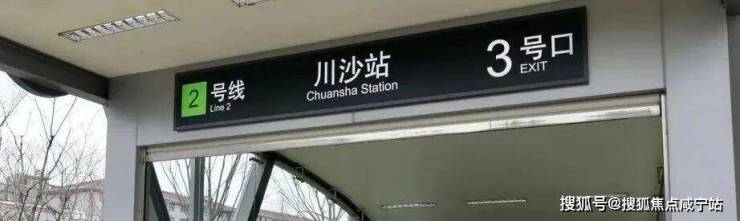 2 号线
Line 2
川沙站
Chuansha Station
3 号口
EXIT
搜狐号@搜狐焦点咸宁站